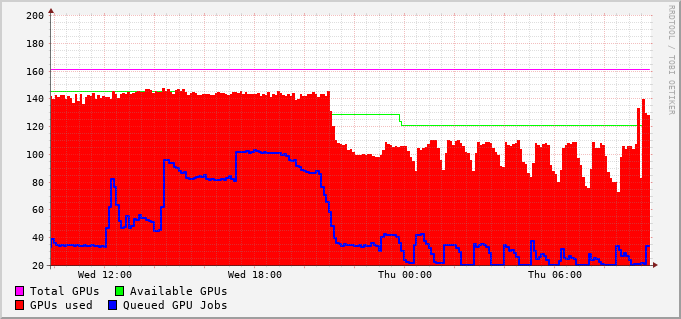 200
180
160
140
120
100
80
60
40
20
Wed 12:00 Wed 18:00 Thu 00:00 Thu 06:00
Total GPUs Available GPUs
GPUs used Queued GPU Jobs
RRDTOOL / TOBI OETIKER